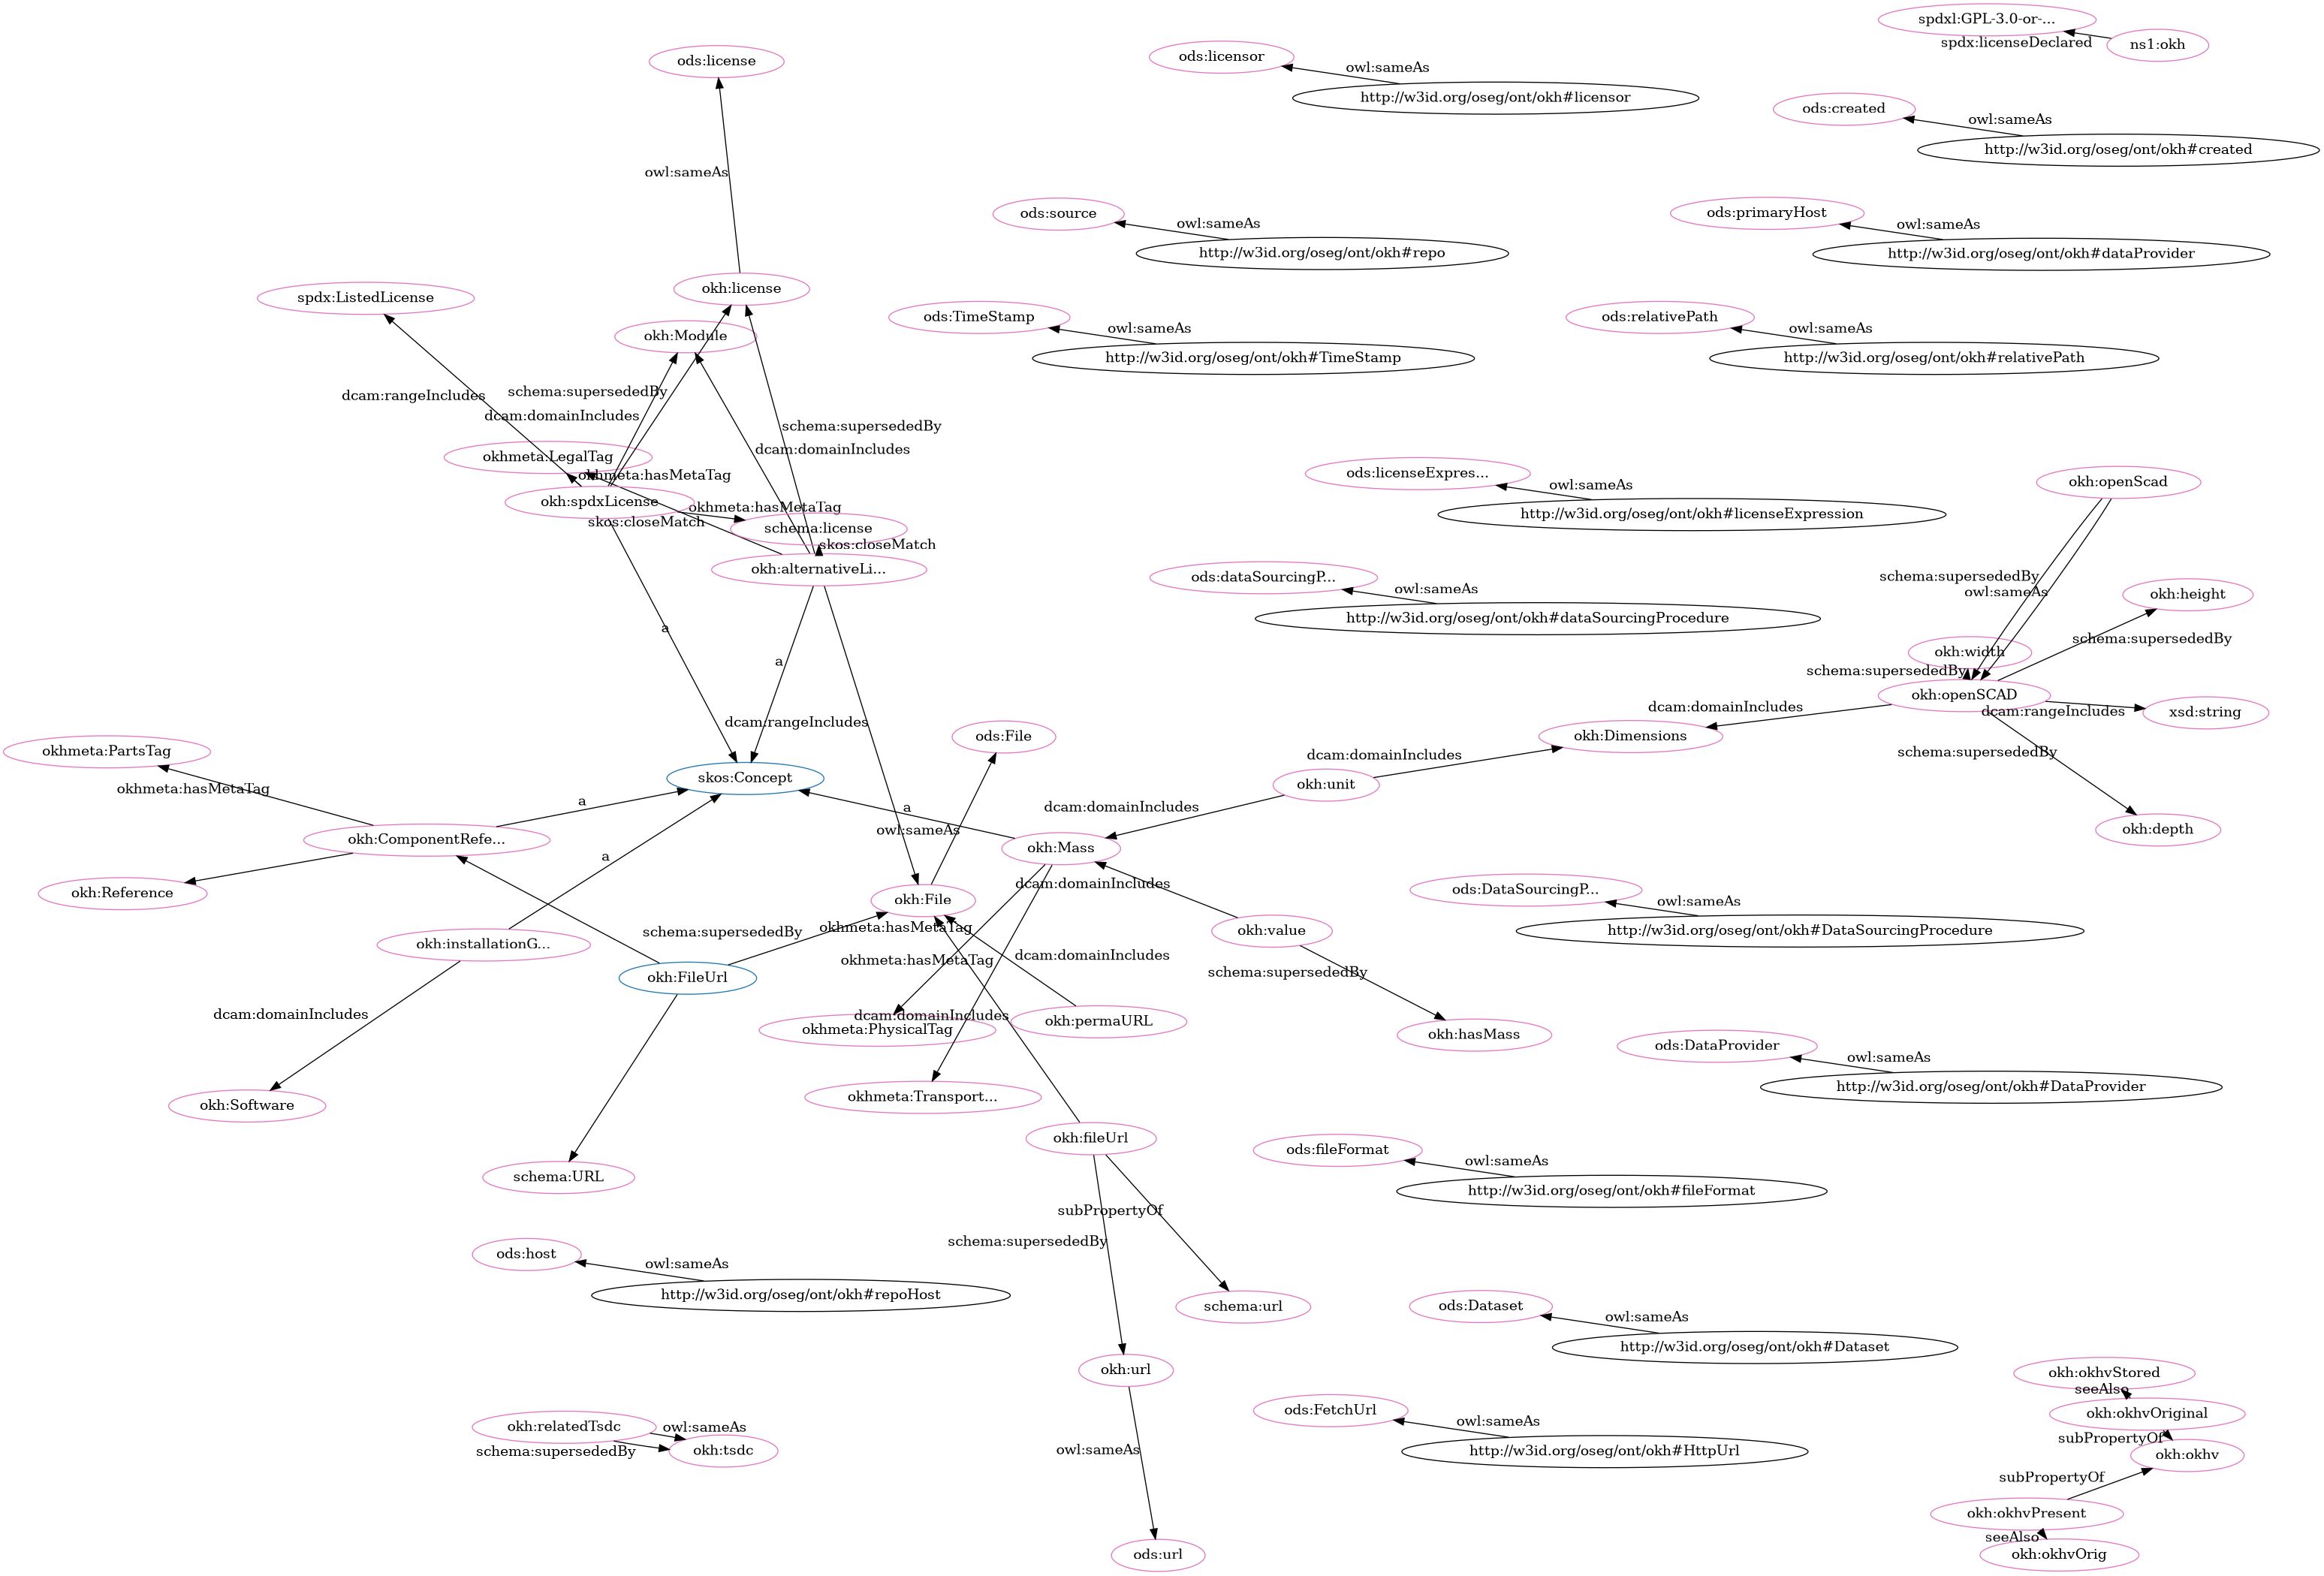 spdxl:GPL-3.0-or-...
spdx:licenseDeclared
ns1:okh
ods:license
ods:licensor
owl:sameAs
http://w3id.org/oseg/ont/okh#licensor
ods:created
owl:sameAs
http://w3id.org/oseg/ont/okh#created
owl:sameAs
ods:source
owl:sameAs
http://w3id.org/oseg/ont/okh#repo
ods:primaryHost
owl:sameAs
http://w3id.org/oseg/ont/okh#dataProvider
okh:license
spdx:ListedLicense
okh:Module
ods:TimeStamp
owl:sameAs
http://w3id.org/oseg/ont/okh#TimeStamp
ods:relativePath
owl:sameAs
http://w3id.org/oseg/ont/okh#relativePath
dcam:rangeIncludes
schema:supersededBy
dcam:domainIncludes
schema:supersededBy
dcam:domainIncludes
okhmeta:LegalTag
okhmeta:hasMetaTag
okh:spdxLicense
okhmeta:hasMetaTag
skos:closeMatch
schema:license
skos:closeMatch
okh:alternativeLi...
ods:licenseExpres...
owl:sameAs
http://w3id.org/oseg/ont/okh#licenseExpression
okh:openScad
ods:dataSourcingP...
owl:sameAs
http://w3id.org/oseg/ont/okh#dataSourcingProcedure
schema:supersededBy
owl:sameAs
okh:height
schema:supersededBy
okh:width
schema:supersededBy
okh:openSCAD
dcam:rangeIncludes
xsd:string
a
a
dcam:rangeIncludes
ods:File
dcam:domainIncludes
okh:Dimensions
dcam:domainIncludes
schema:supersededBy
okhmeta:PartsTag
okhmeta:hasMetaTag
skos:Concept
okh:unit
a
a
dcam:domainIncludes
owl:sameAs
okh:ComponentRefe...
okh:Mass
okh:depth
a
okh:Reference
dcam:domainIncludes
okh:File
ods:DataSourcingP...
owl:sameAs
http://w3id.org/oseg/ont/okh#DataSourcingProcedure
okh:installationG...
schema:supersededBy
okhmeta:hasMetaTag
okh:value
okhmeta:hasMetaTag
dcam:domainIncludes
okh:FileUrl
schema:supersededBy
dcam:domainIncludes
dcam:domainIncludes
okhmeta:PhysicalTag
okh:permaURL
okh:hasMass
ods:DataProvider
owl:sameAs
http://w3id.org/oseg/ont/okh#DataProvider
okh:Software
okhmeta:Transport...
okh:fileUrl
schema:URL
ods:fileFormat
owl:sameAs
http://w3id.org/oseg/ont/okh#fileFormat
subPropertyOf
schema:supersededBy
ods:host
owl:sameAs
http://w3id.org/oseg/ont/okh#repoHost
schema:url
ods:Dataset
owl:sameAs
http://w3id.org/oseg/ont/okh#Dataset
okh:url
okh:okhvStored
seeAlso
okh:okhvOriginal
okh:relatedTsdc
owl:sameAs
schema:supersededBy
okh:tsdc
owl:sameAs
ods:FetchUrl
owl:sameAs
http://w3id.org/oseg/ont/okh#HttpUrl
subPropertyOf
okh:okhv
subPropertyOf
okh:okhvPresent
seeAlso
okh:okhvOrig
ods:url